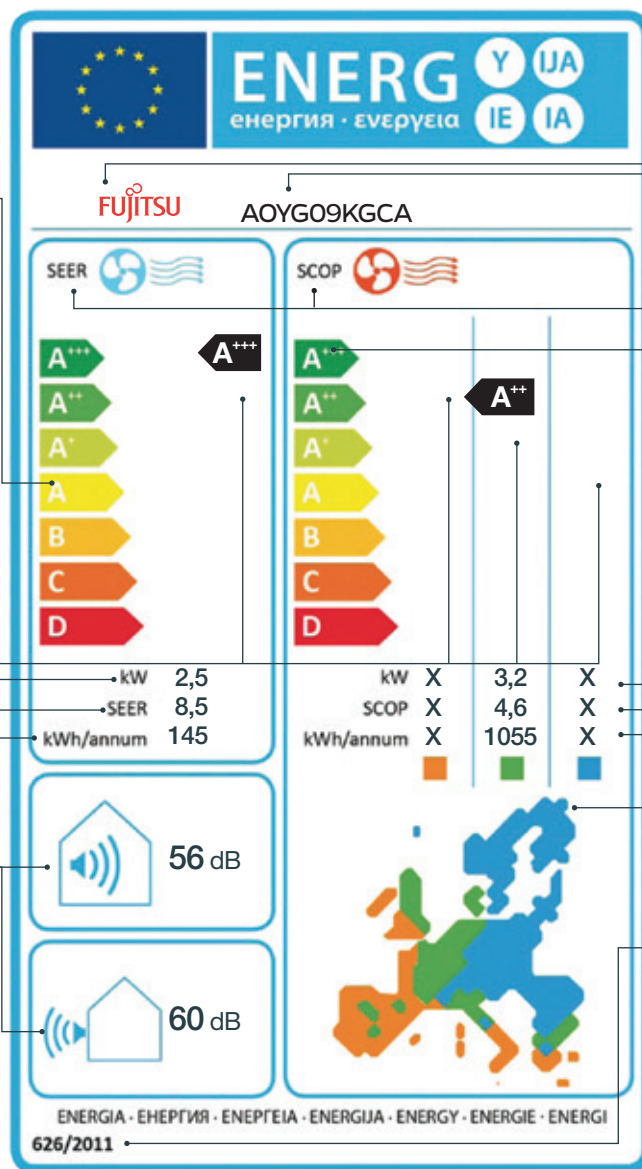 ENERG Y IJA
енергия · ενεργεια IE IA
FUJITSU AOYG09KGCA
SEER SCOP
A+++ A+++ A+++
A++ A++ A++
A+ A+
A A
B B
C C
D D
kW 2,5 kW X 3,2 X
SEER 8,5 SCOP X 4,6 X
kWh/annum 145 kWh/annum X 1055 X
56 dB
60 dB
ENERGIA · ЕНЕРГИЯ · ΕΝΕΡΓΕΙΑ · ENERGIJA · ENERGY · ENERGIE · ENERGI
626/2011